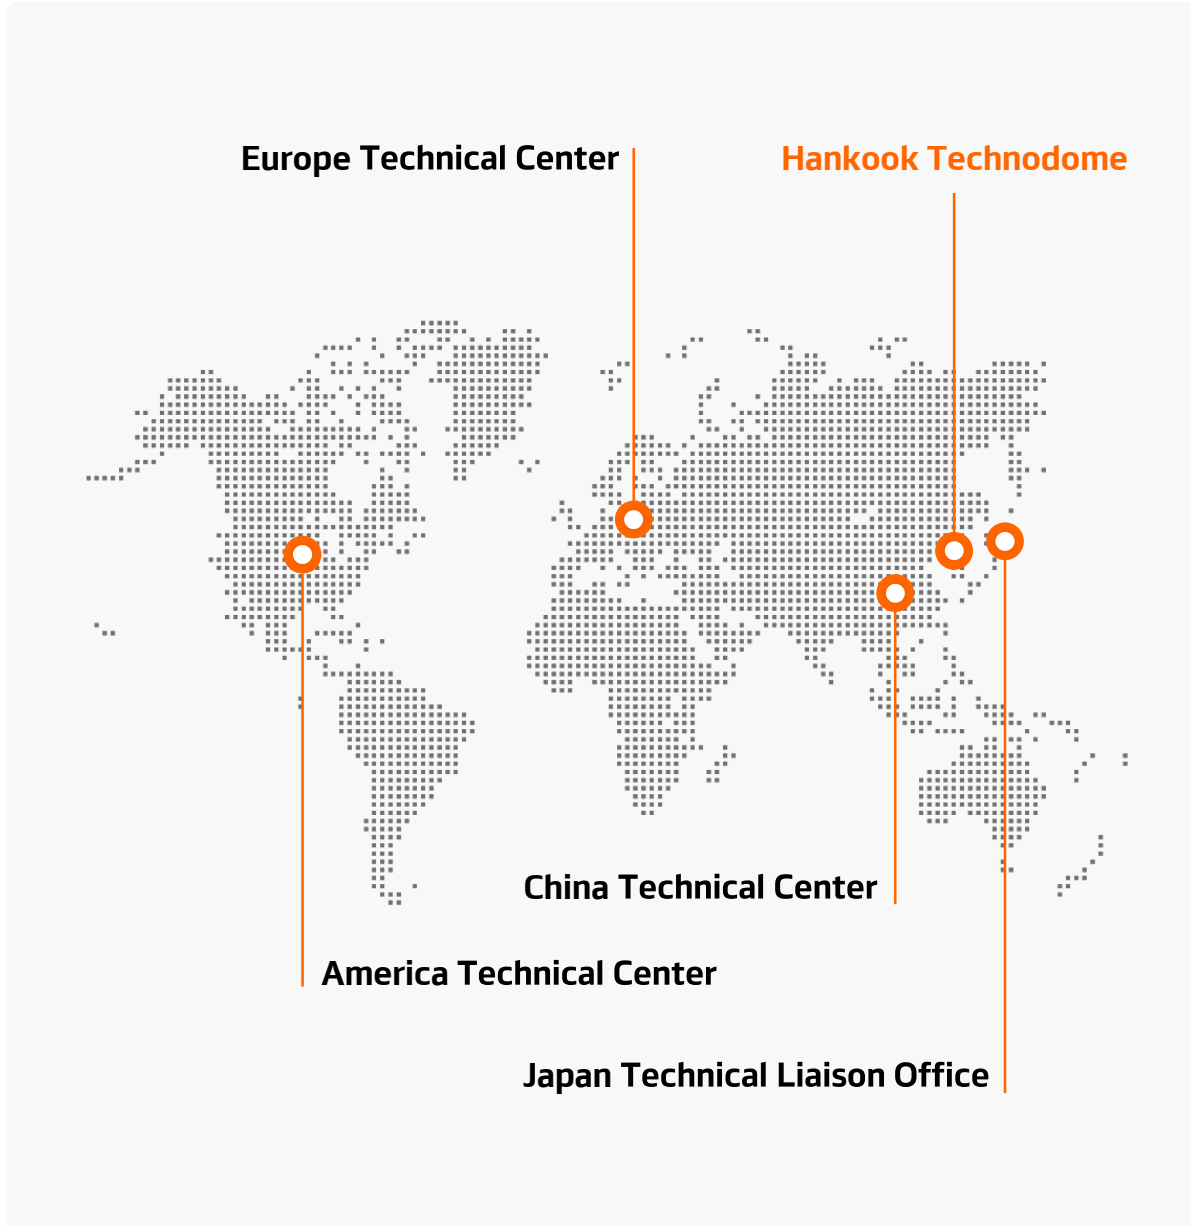 Europe Technical Center
Hankook Technodome
China Technical Center
America Technical Center
Japan Technical Liaison Office